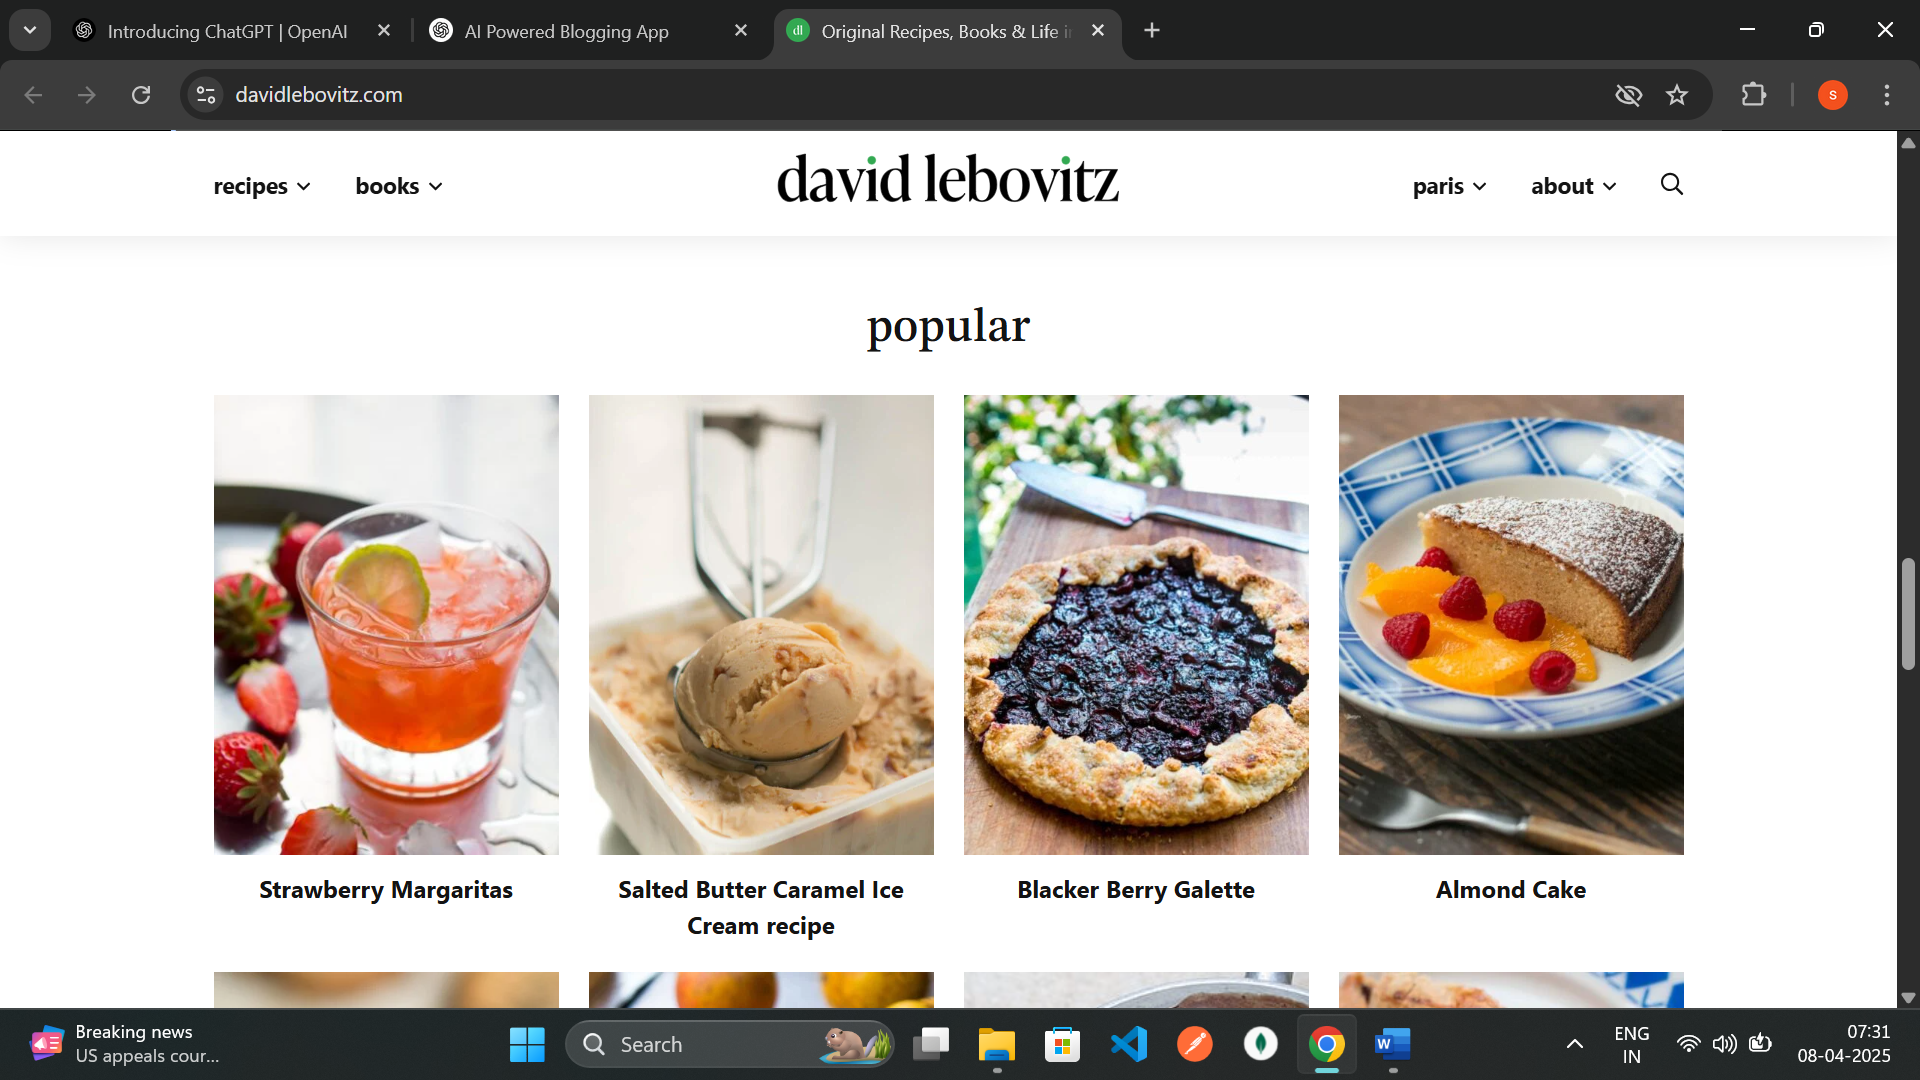 Introducing ChatGPT | OpenAI
AI Powered Blogging App
Original Recipes, Books & Life in
davidlebovitz.com
S
recipes
books
david lebovitz
paris
about
popular
Strawberry Margaritas
Salted Butter Caramel Ice
Cream recipe
Blacker Berry Galette
Almond Cake
Breaking news
US appeals cour...
Search
ENG
IN
07:31
08-04-2025